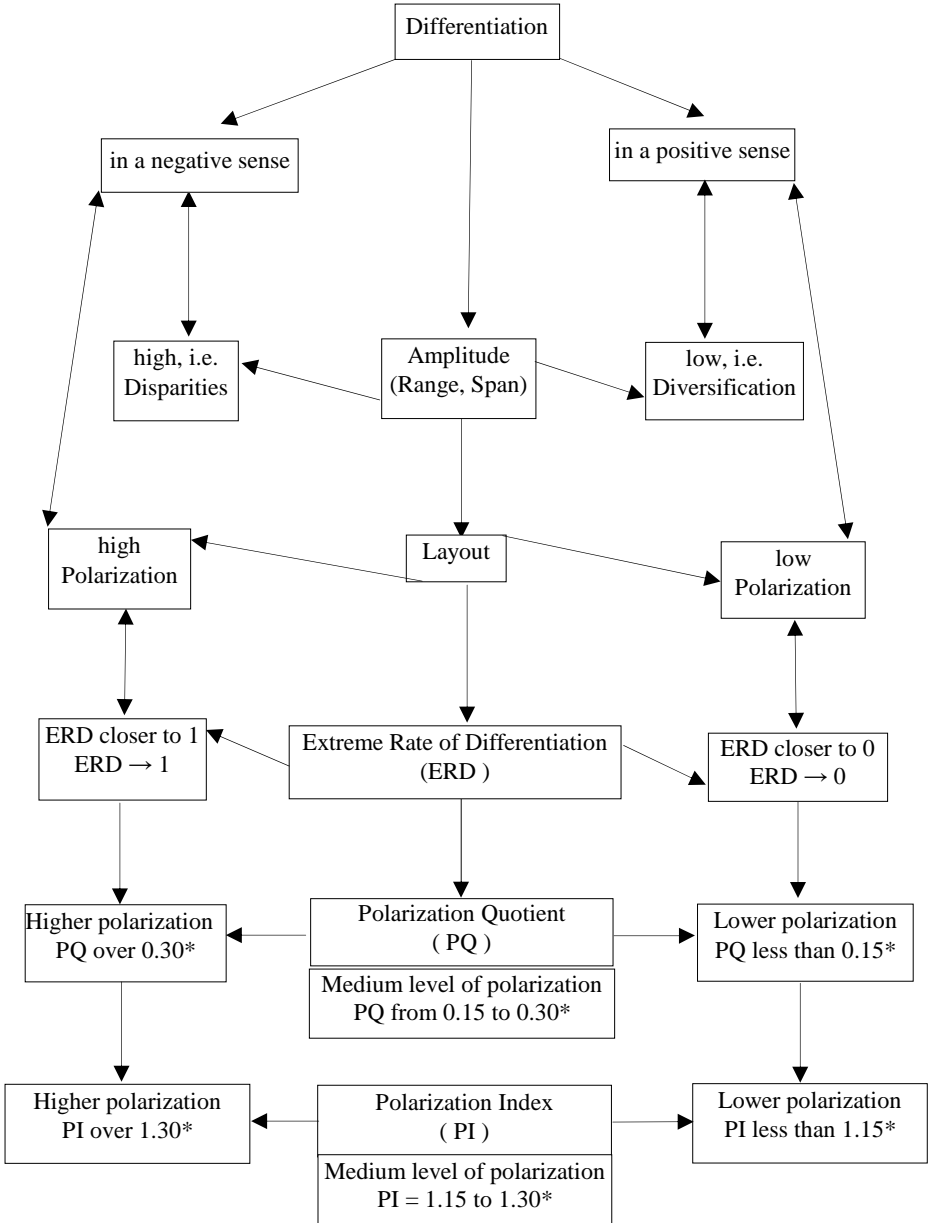 Differentiation
in a negative sense
in a positive sense
high, i.e.
Disparities
Amplitude
(Range, Span)
low, i.e.
Diversification
high
Polarization
Layout
low
Polarization
ERD closer to 1
ERD → 1
Extreme Rate of Differentiation
(ERD )
ERD closer to 0
ERD → 0
Higher polarization
PQ over 0.30*
Polarization Quotient
( PQ )
Lower polarization
PQ less than 0.15*
Medium level of polarization
PQ from 0.15 to 0.30*
Higher polarization
PI over 1.30*
Polarization Index
( PI )
Lower polarization
PI less than 1.15*
Medium level of polarization
PI = 1.15 to 1.30*